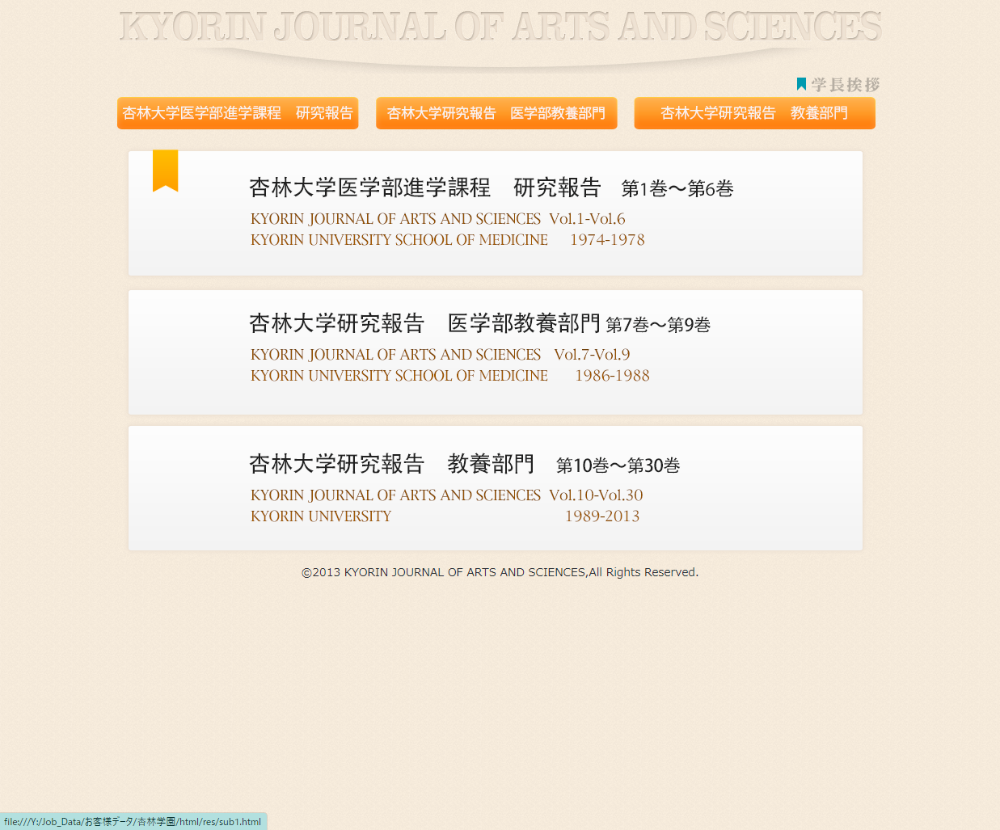 KYORIN JOURNAL OF ARTS AND SCIENCES
学長挨拶
杏林大学医学部進学課程　研究報告
杏林大学研究報告　医学部教養部門
杏林大学研究報告　教養部門
杏林大学医学部進学課程　研究報告　第1巻～第6巻
KYORIN JOURNAL OF ARTS AND SCIENCES Vol.1-Vol.6
KYORIN UNIVERSITY SCHOOL OF MEDICINE 1974-1978
杏林大学研究報告　医学部教養部門 第7巻～第9巻
KYORIN JOURNAL OF ARTS AND SCIENCES Vol.7-Vol.9
KYORIN UNIVERSITY SCHOOL OF MEDICINE 1986-1988
杏林大学研究報告　教養部門　第10巻～第30巻
KYORIN JOURNAL OF ARTS AND SCIENCES Vol.10-Vol.30
KYORIN UNIVERSITY 1989-2013
©2013 KYORIN JOURNAL OF ARTS AND SCIENCES,All Rights Reserved.
file:///Y:/Job_Data/お客様データ/杏林学園/html/res/sub1.html